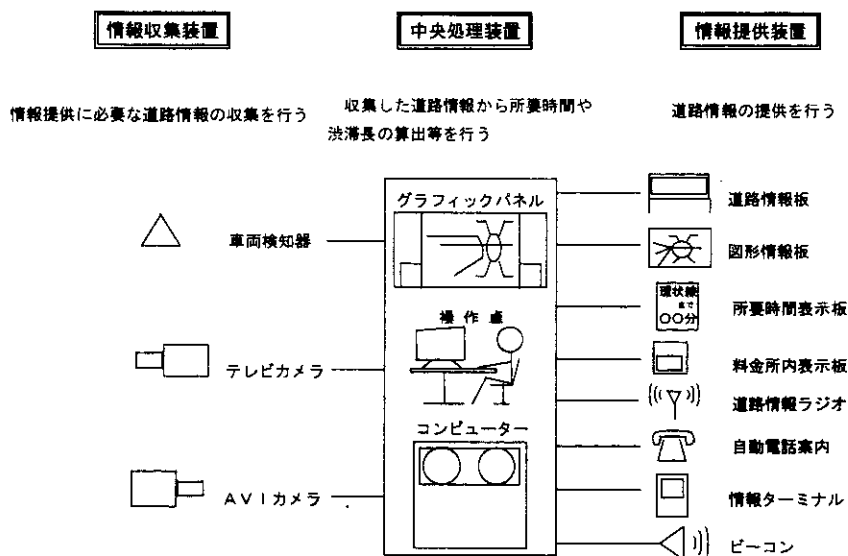 情報収集装置
中央処理装置
情報提供装置
情報提供に必要な道路情報の収集を行う
収集した道路情報から所要時間や
渋滞長の算出等を行う
道路情報の提供を行う
グラフィックパネル
車両検知器
テレビカメラ
AVIカメラ
操作卓
コンピューター
道路情報板
図形情報板
環状線
まで
○○分
所要時間表示板
料金所内表示板
道路情報ラジオ
自動電話案内
情報ターミナル
ビーコン